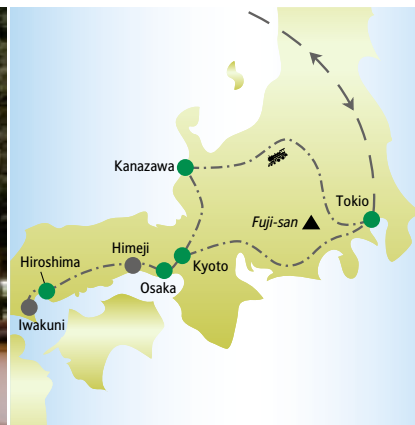 Kanazawa
Tokio
Fuji-san
Himeji
Kyoto
Hiroshima
Osaka
Iwakuni